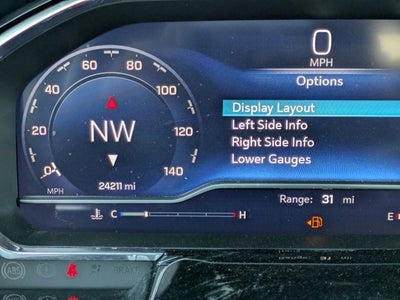 0
MPH
Options
60 80
40 100
20 120
0 140
NW
MPH
24211 mi
Display Layout
Left Side Info
Right Side Info
Lower Gauges
Range: 31 mi
C H
E
ABS